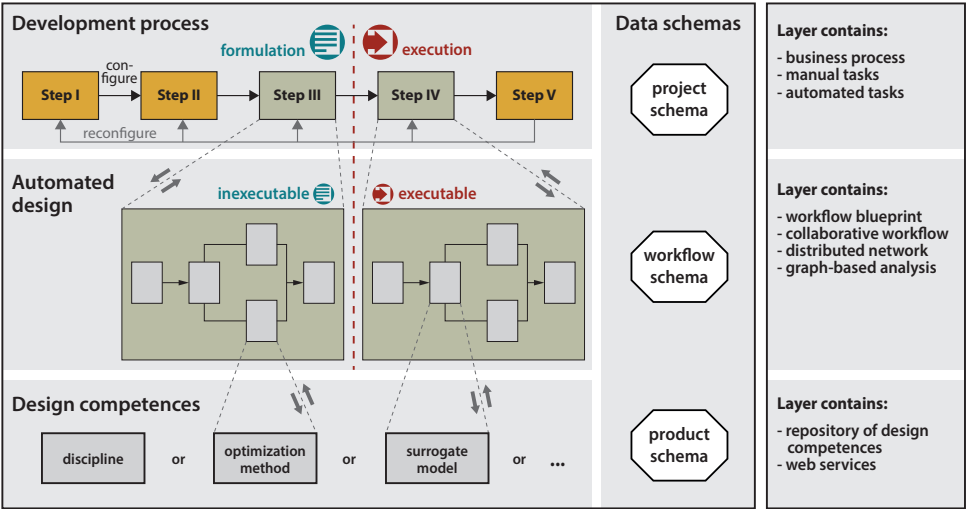 Development process
formulation
execution
con-
figure
Step I
Step II
Step III
Step IV
Step V
reconfigure
Data schemas
project
schema
Layer contains:
- business process
- manual tasks
- automated tasks
Automated
design
inexecutable
executable
workflow
schema
Layer contains:
- workflow blueprint
- collaborative workflow
- distributed network
- graph-based analysis
Design competences
discipline
or
optimization
method
or
surrogate
model
or
...
product
schema
Layer contains:
- repository of design
competences
- web services